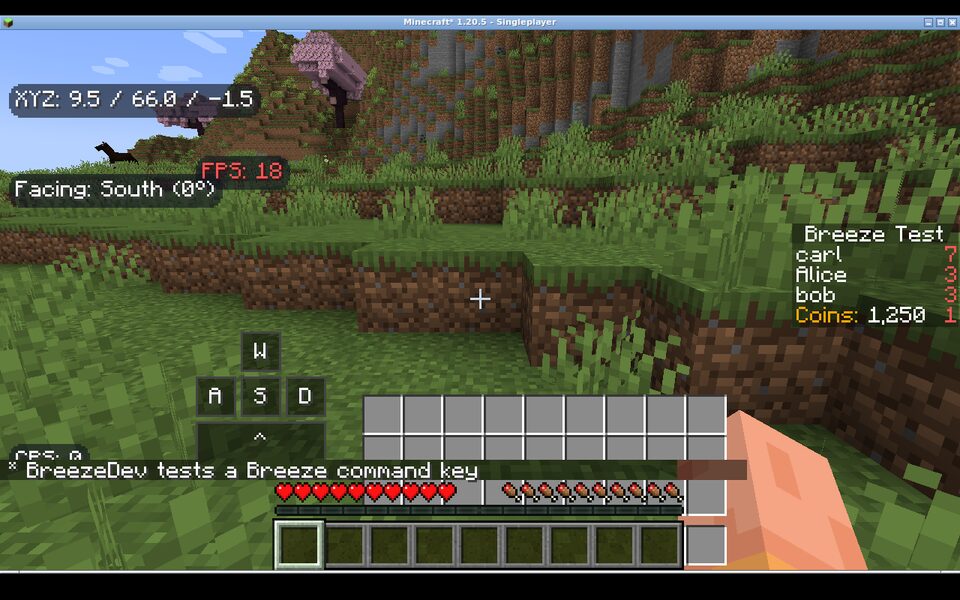 Minecraft* 1.20.5 - Singleplayer
XYZ: 9.5 / 66.0 / -1.5
FPS: 18
Facing: South (0°)
Breeze Test
carl 7
Alice 3
bob 3
Coins: 1,250 1
W
A S D
^
CPS: 0
* BreezeDev tests a Breeze command key